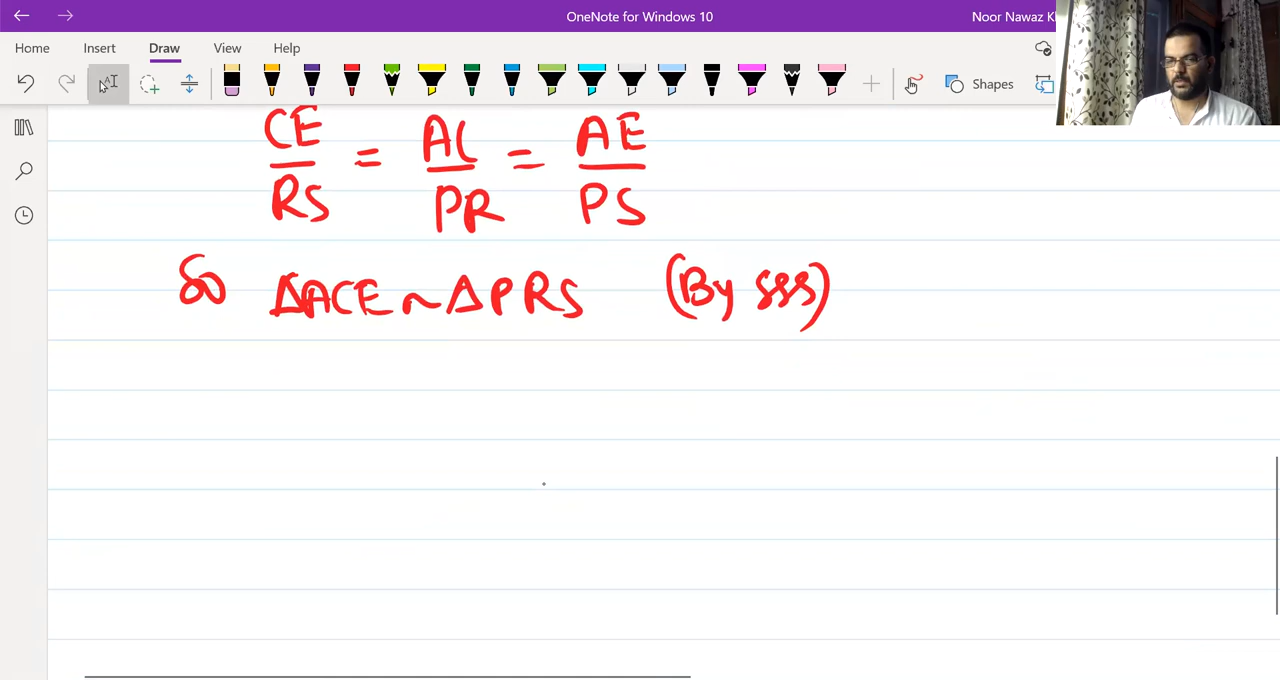 OneNote for Windows 10
Noor Nawaz
Home Insert Draw View Help
Shapes
CE/RS = AC/PR = AE/PS
So ΔACE ~ ΔPRS (By SSS)